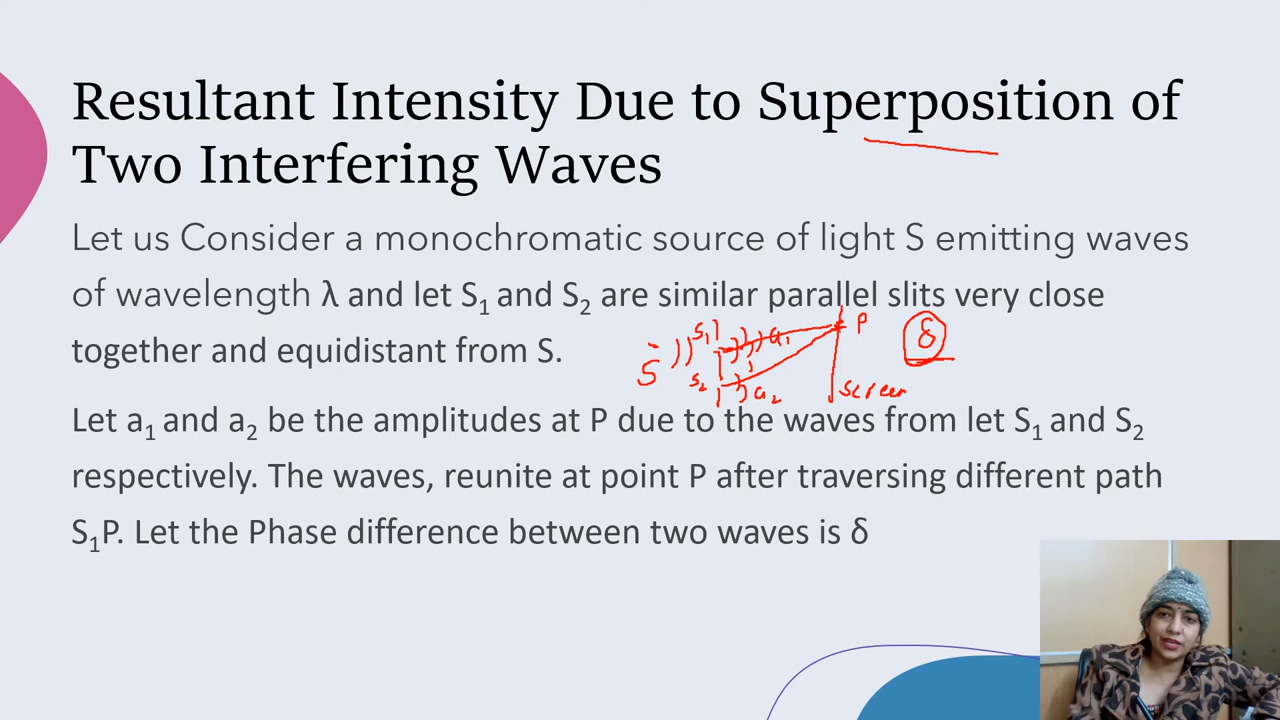 Resultant Intensity Due to Superposition of
Two Interfering Waves
Let us Consider a monochromatic source of light S emitting waves
of wavelength λ and let S₁ and S₂ are similar parallel slits very close
together and equidistant from S.
S
S₁
S₂
a₁
a₂
P
Screen
δ
Let a₁ and a₂ be the amplitudes at P due to the waves from let S₁ and S₂
respectively. The waves, reunite at point P after traversing different path
S₁P. Let the Phase difference between two waves is δ